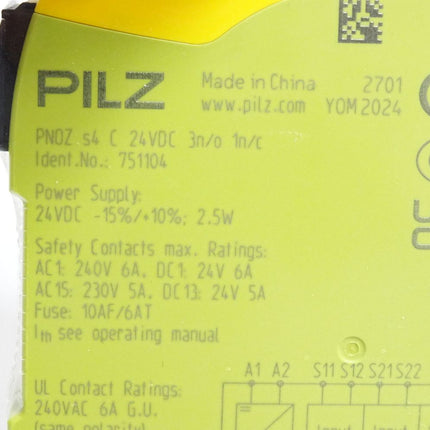 PILZ
Made in China 2701
www.pilz.com YOM 2024
PNOZ s4 C 24VDC 3n/o 1n/c
Ident.No.: 751104
Power Supply:
24VDC -15%/+10%; 2.5W
Safety Contacts max. Ratings:
AC1: 240V 6A, DC1: 24V 6A
AC15: 230V 5A, DC13: 24V 5A
Fuse: 10AF/6AT
Ith see operating manual
A1 A2 S11 S12 S21 S22
UL Contact Ratings:
240VAC 6A G.U.
(same polarity)
Input